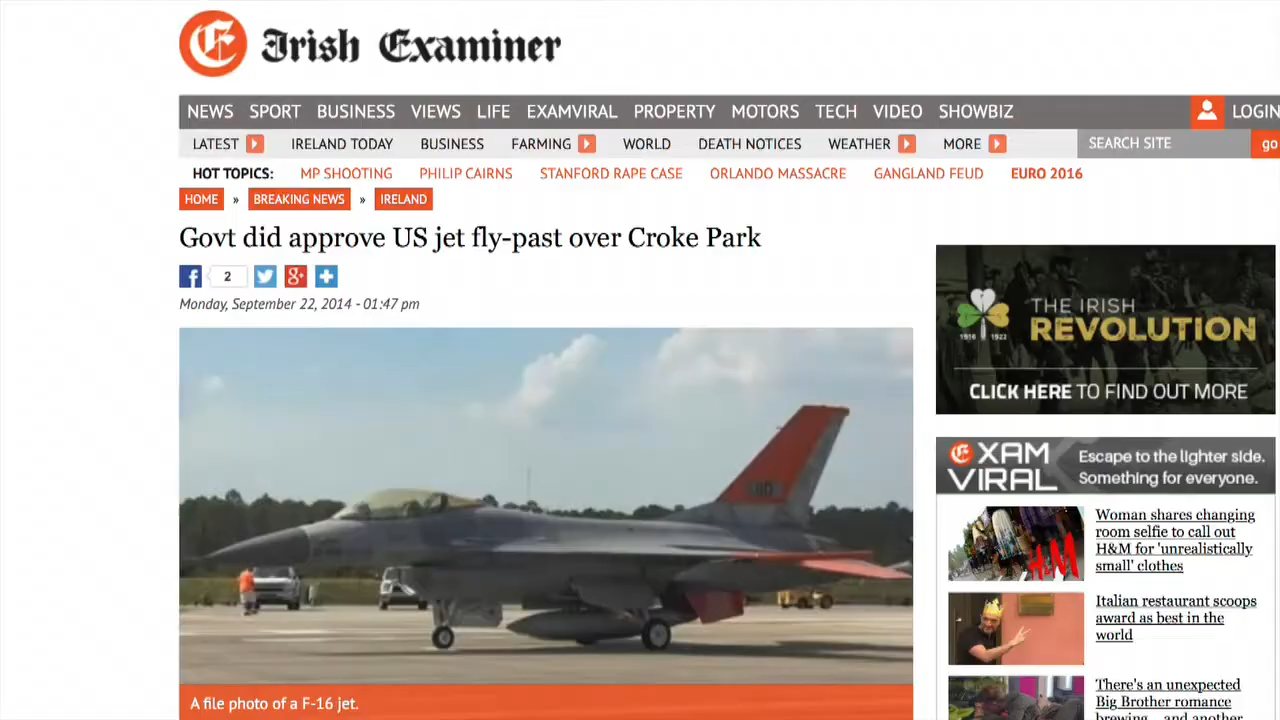 Irish Examiner
NEWS SPORT BUSINESS VIEWS LIFE EXAMVIRAL PROPERTY MOTORS TECH VIDEO SHOWBIZ LOGIN
LATEST IRELAND TODAY BUSINESS FARMING WORLD DEATH NOTICES WEATHER MORE SEARCH SITE go
HOT TOPICS: MP SHOOTING PHILIP CAIRNS STANFORD RAPE CASE ORLANDO MASSACRE GANGLAND FEUD EURO 2016
HOME » BREAKING NEWS » IRELAND
Govt did approve US jet fly-past over Croke Park
2
Monday, September 22, 2014 - 01:47 pm
A file photo of a F-16 jet.
THE IRISH
REVOLUTION
1916 1922
CLICK HERE TO FIND OUT MORE
EXAM
VIRAL
Escape to the lighter side.
Something for everyone.
Woman shares changing
room selfie to call out
H&M for 'unrealistically
small' clothes
H&M
Italian restaurant scoops
award as best in the
world
There's an unexpected
Big Brother romance
brewing... and another